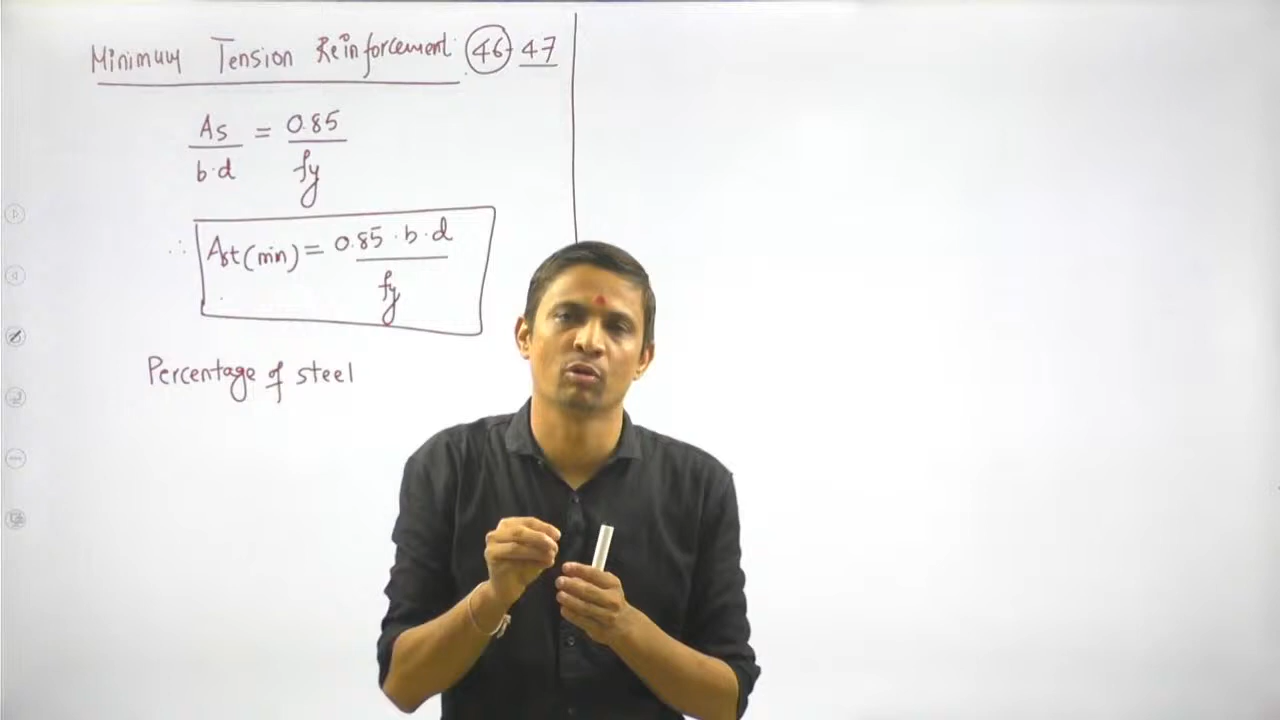 Minimum Tension Reinforcement 46-47
As / b.d = 0.85 / fy
∴ Ast(min) = 0.85.b.d / fy
Percentage of steel